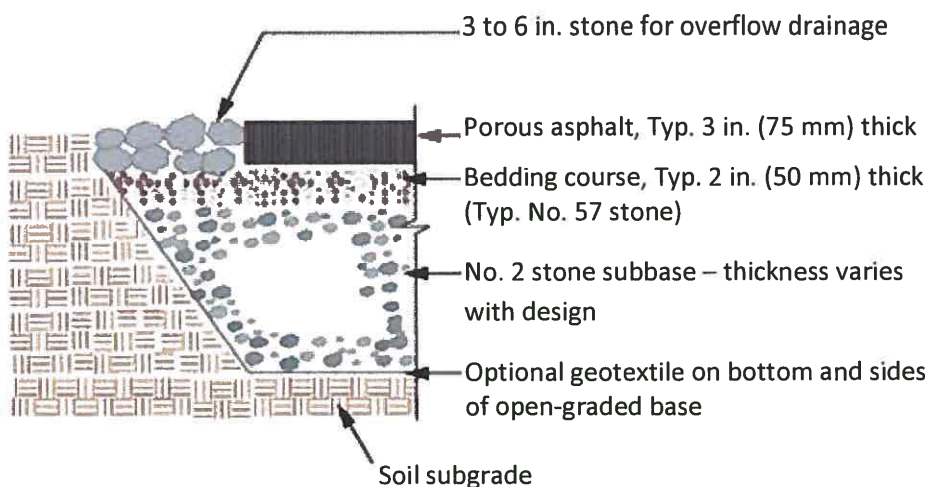 3 to 6 in. stone for overflow drainage
Porous asphalt, Typ. 3 in. (75 mm) thick
Bedding course, Typ. 2 in. (50 mm) thick
(Typ. No. 57 stone)
No. 2 stone subbase – thickness varies
with design
Optional geotextile on bottom and sides
of open-graded base
Soil subgrade